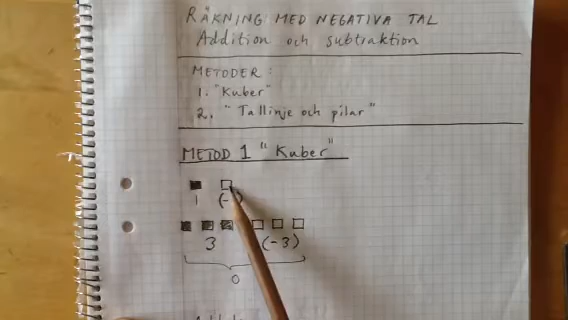 RÄKNING MED NEGATIVA TAL
Addition och subtraktion
METODER:
1. "Kuber"
2. "Tallinje och pilar"
METOD 1 "Kuber"
1 (-
3 (-3)
0